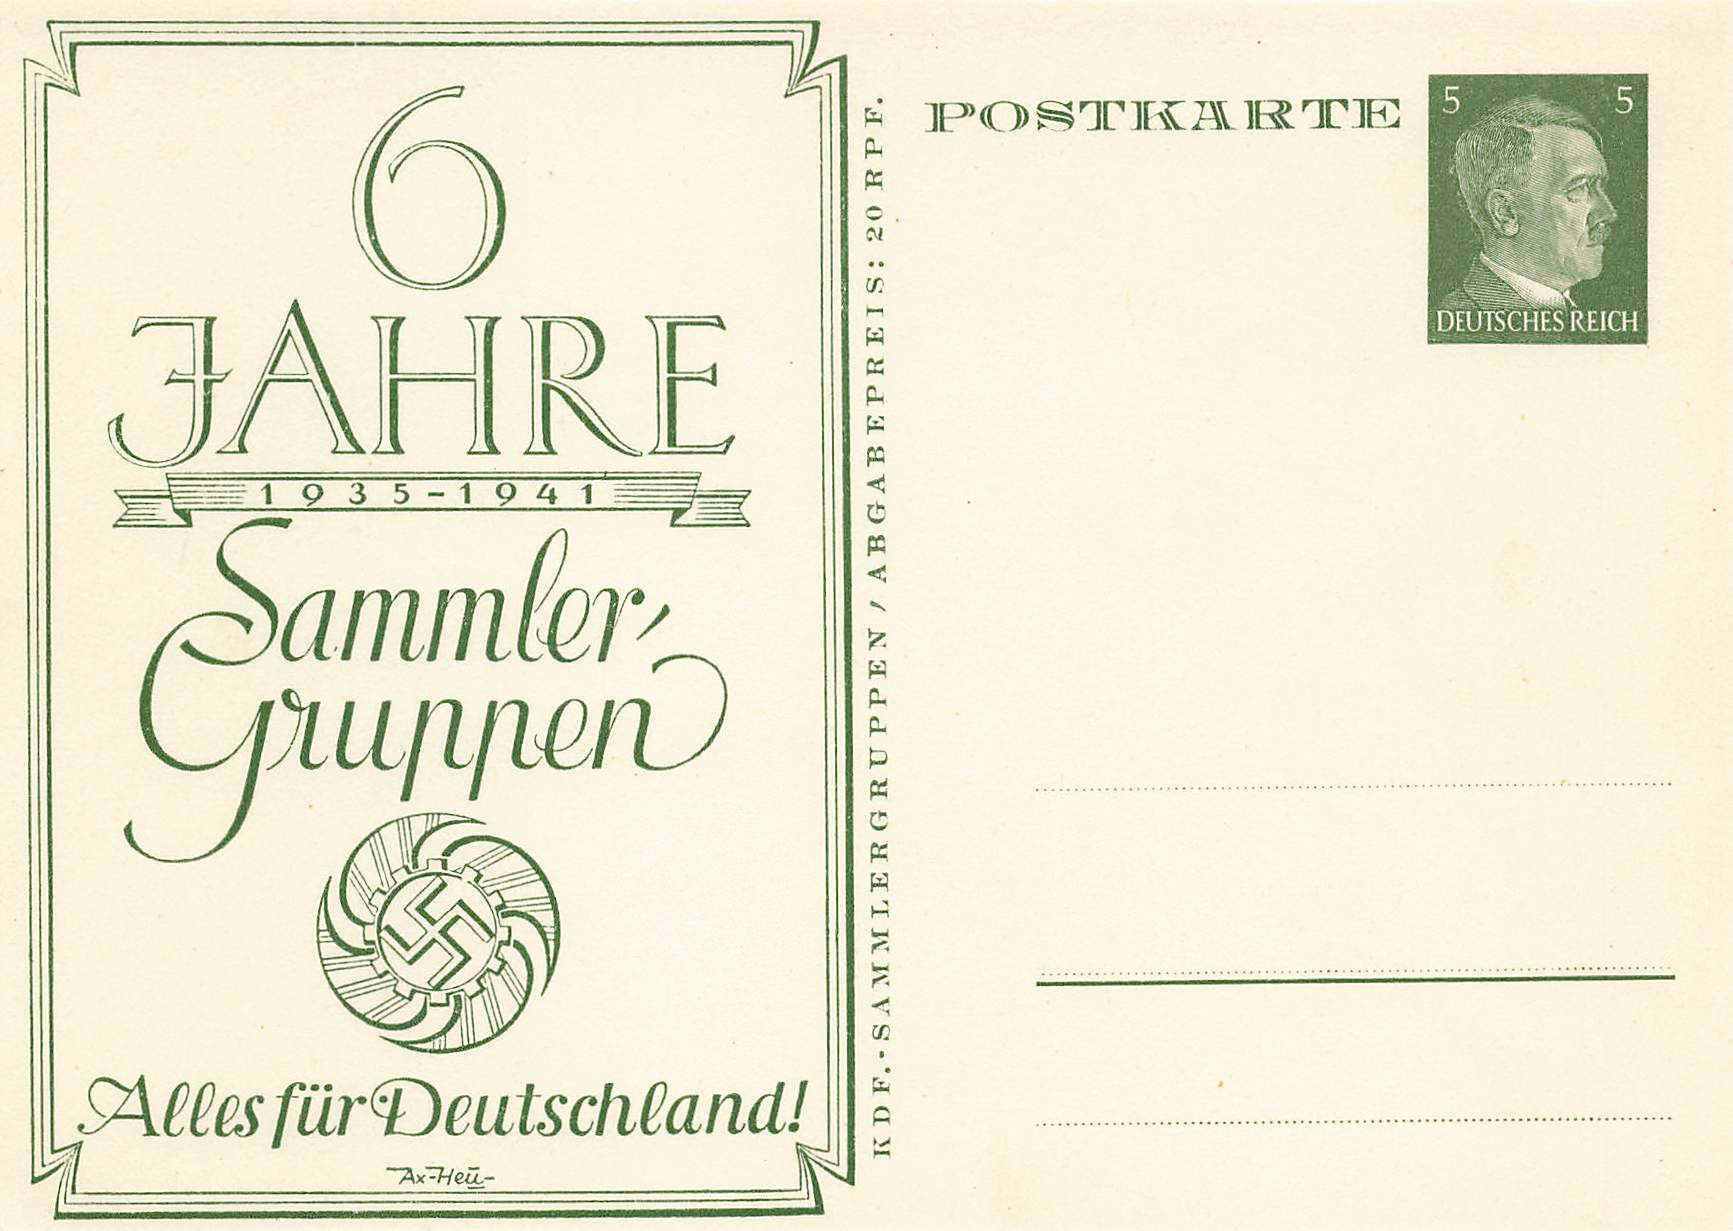 6
JAHRE
1935-1941
Sammler-
Gruppen
Alles für Deutschland!
Ax-Heu-
KDF.-SAMMLERGRUPPEN, ABGABEPREIS: 20 RPF.
POSTKARTE
5 5
DEUTSCHES REICH